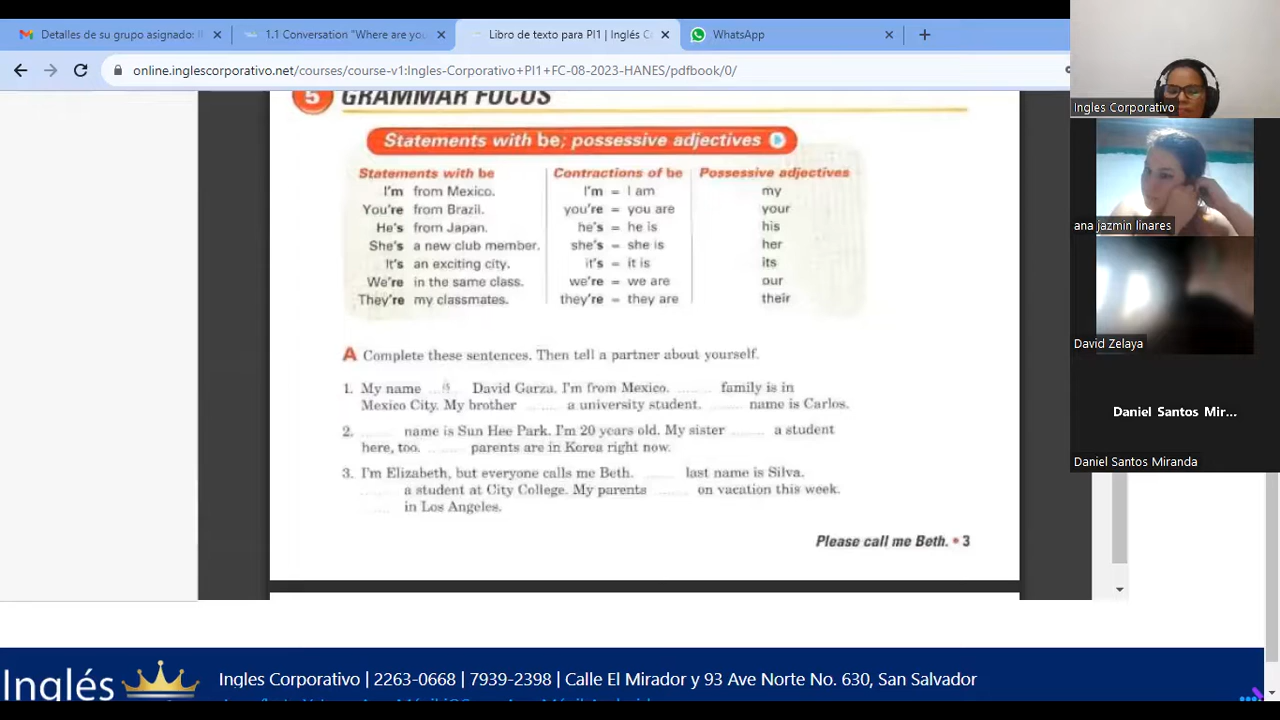 Detalles de su grupo asignado: I
1.1 Conversation "Where are you
Libro de texto para PI1 | Inglés C
WhatsApp
online.inglescorporativo.net/courses/course-v1:Ingles-Corporativo+PI1+FC-08-2023-HANES/pdfbook/0/
5 GRAMMAR FOCUS
Statements with be; possessive adjectives
Statements with be Contractions of be Possessive adjectives
I'm from Mexico. I'm = I am my
You're from Brazil. you're = you are your
He's from Japan. he's = he is his
She's a new club member. she's = she is her
It's an exciting city. it's = it is its
We're in the same class. we're = we are our
They're my classmates. they're = they are their
A Complete these sentences. Then tell a partner about yourself.
1. My name is David Garza. I'm from Mexico. ........ family is in
Mexico City. My brother ........ a university student. ........ name is Carlos.
2. ........ name is Sun Hee Park. I'm 20 years old. My sister ........ a student
here, too. ........ parents are in Korea right now.
3. I'm Elizabeth, but everyone calls me Beth. ........ last name is Silva.
........ a student at City College. My parents ........ on vacation this week.
........ in Los Angeles.
Please call me Beth. • 3
Ingles Corporativo
ana jazmin linares
David Zelaya
Daniel Santos Mir...
Daniel Santos Miranda
Inglés
Ingles Corporativo | 2263-0668 | 7939-2398 | Calle El Mirador y 93 Ave Norte No. 630, San Salvador